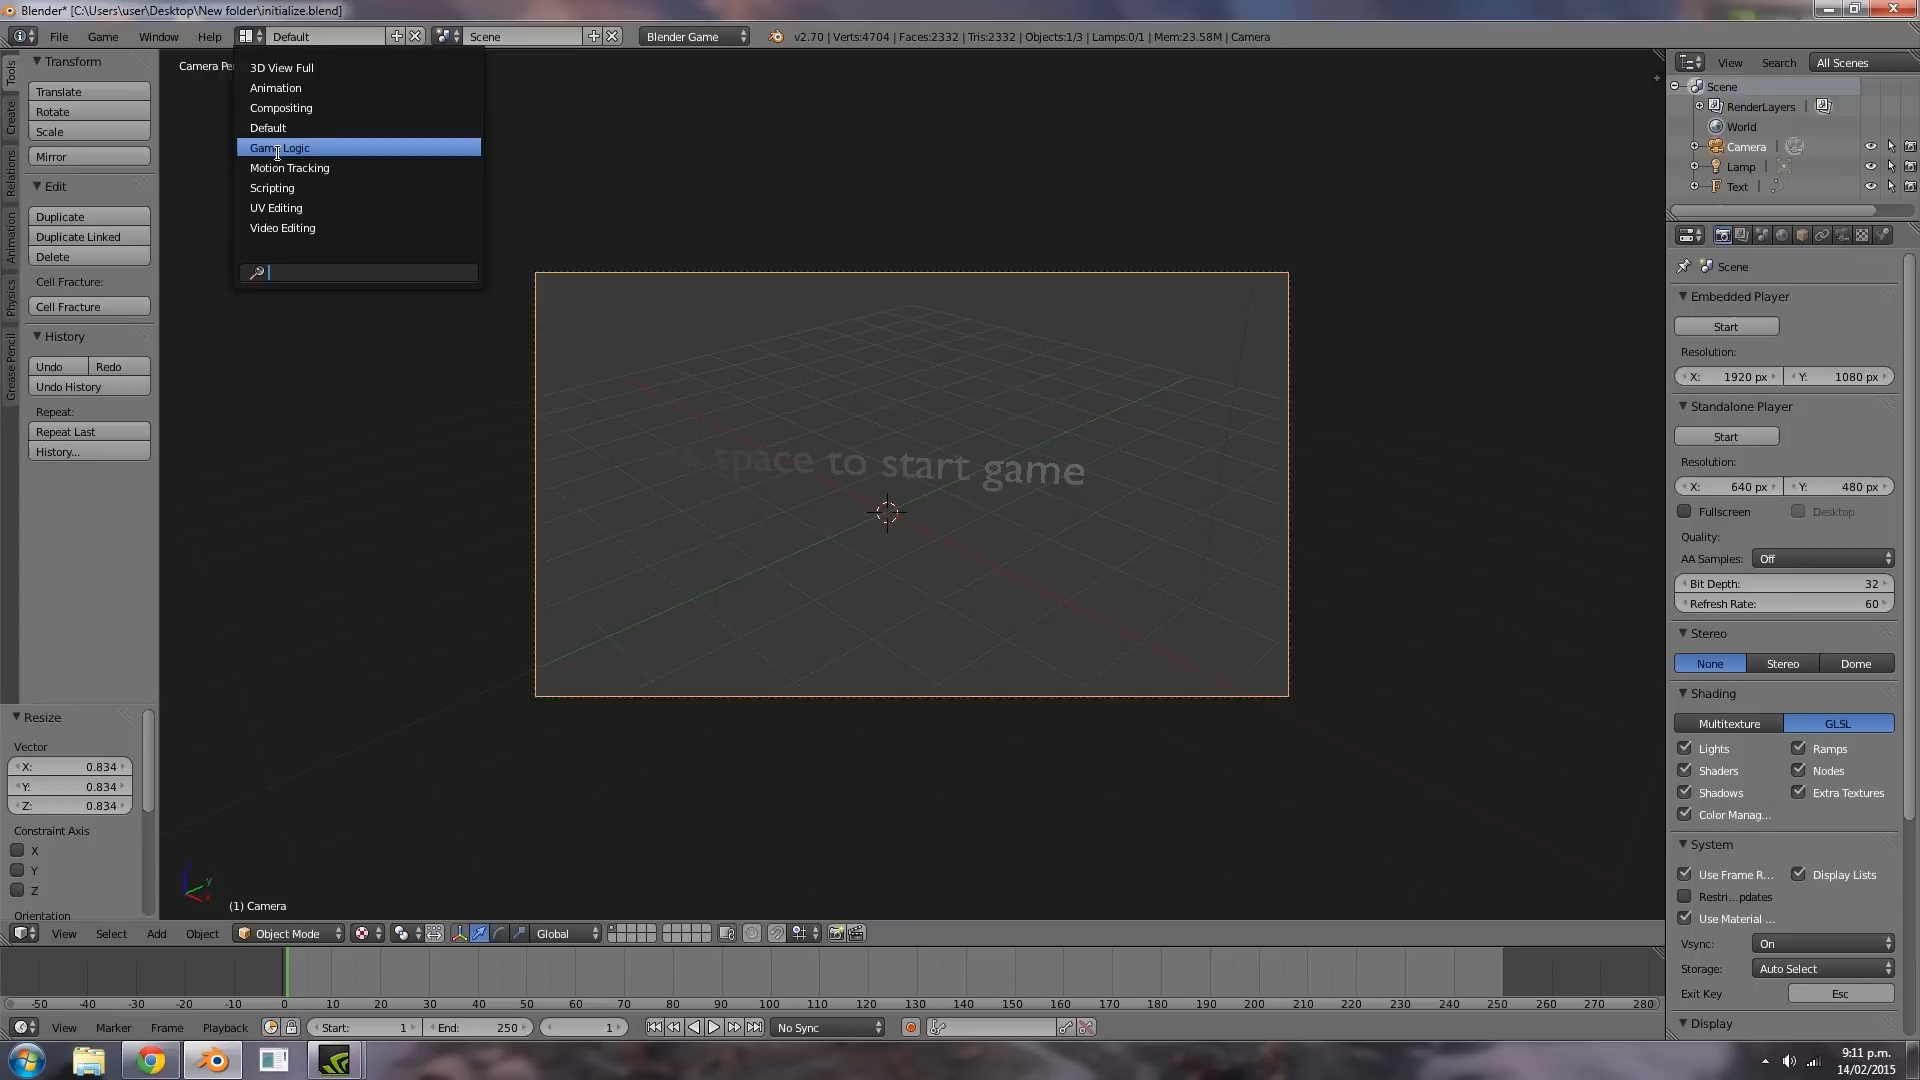 Blender* [C:\Users\user\Desktop\New folder\initialize.blend]
File Game Window Help Default Scene Blender Game v2.70 | Verts:4704 | Faces:2332 | Tris:2332 | Objects:1/3 | Lamps:0/1 | Mem:23.58M | Camera
Tools
Create
Relations
Animation
Physics
Grease Pencil
Transform
Translate
Rotate
Scale
Mirror
Edit
Duplicate
Duplicate Linked
Delete
Cell Fracture:
Cell Fracture
History
Undo Redo
Undo History
Repeat:
Repeat Last
History...
Resize
Vector
X: 0.834
Y: 0.834
Z: 0.834
Constraint Axis
X
Y
Z
Orientation
Camera Pe
3D View Full
Animation
Compositing
Default
Game Logic
Motion Tracking
Scripting
UV Editing
Video Editing
space to start game
y
x
(1) Camera
View Select Add Object Object Mode Global
-50 -40 -30 -20 -10 0 10 20 30 40 50 60 70 80 90 100 110 120 130 140 150 160 170 180 190 200 210 220 230 240 250 260 270 280
View Marker Frame Playback Start: 1 End: 250 1 No Sync
View Search All Scenes
Scene
RenderLayers
World
Camera
Lamp
Text
Scene
Embedded Player
Start
Resolution:
X: 1920 px Y: 1080 px
Standalone Player
Start
Resolution:
X: 640 px Y: 480 px
Fullscreen Desktop
Quality:
AA Samples: Off
Bit Depth: 32
Refresh Rate: 60
Stereo
None Stereo Dome
Shading
Multitexture GLSL
Lights Ramps
Shaders Nodes
Shadows Extra Textures
Color Manag...
System
Use Frame R... Display Lists
Restri...pdates
Use Material ...
Vsync: On
Storage: Auto Select
Exit Key Esc
Display
9:11 p.m.
14/02/2015